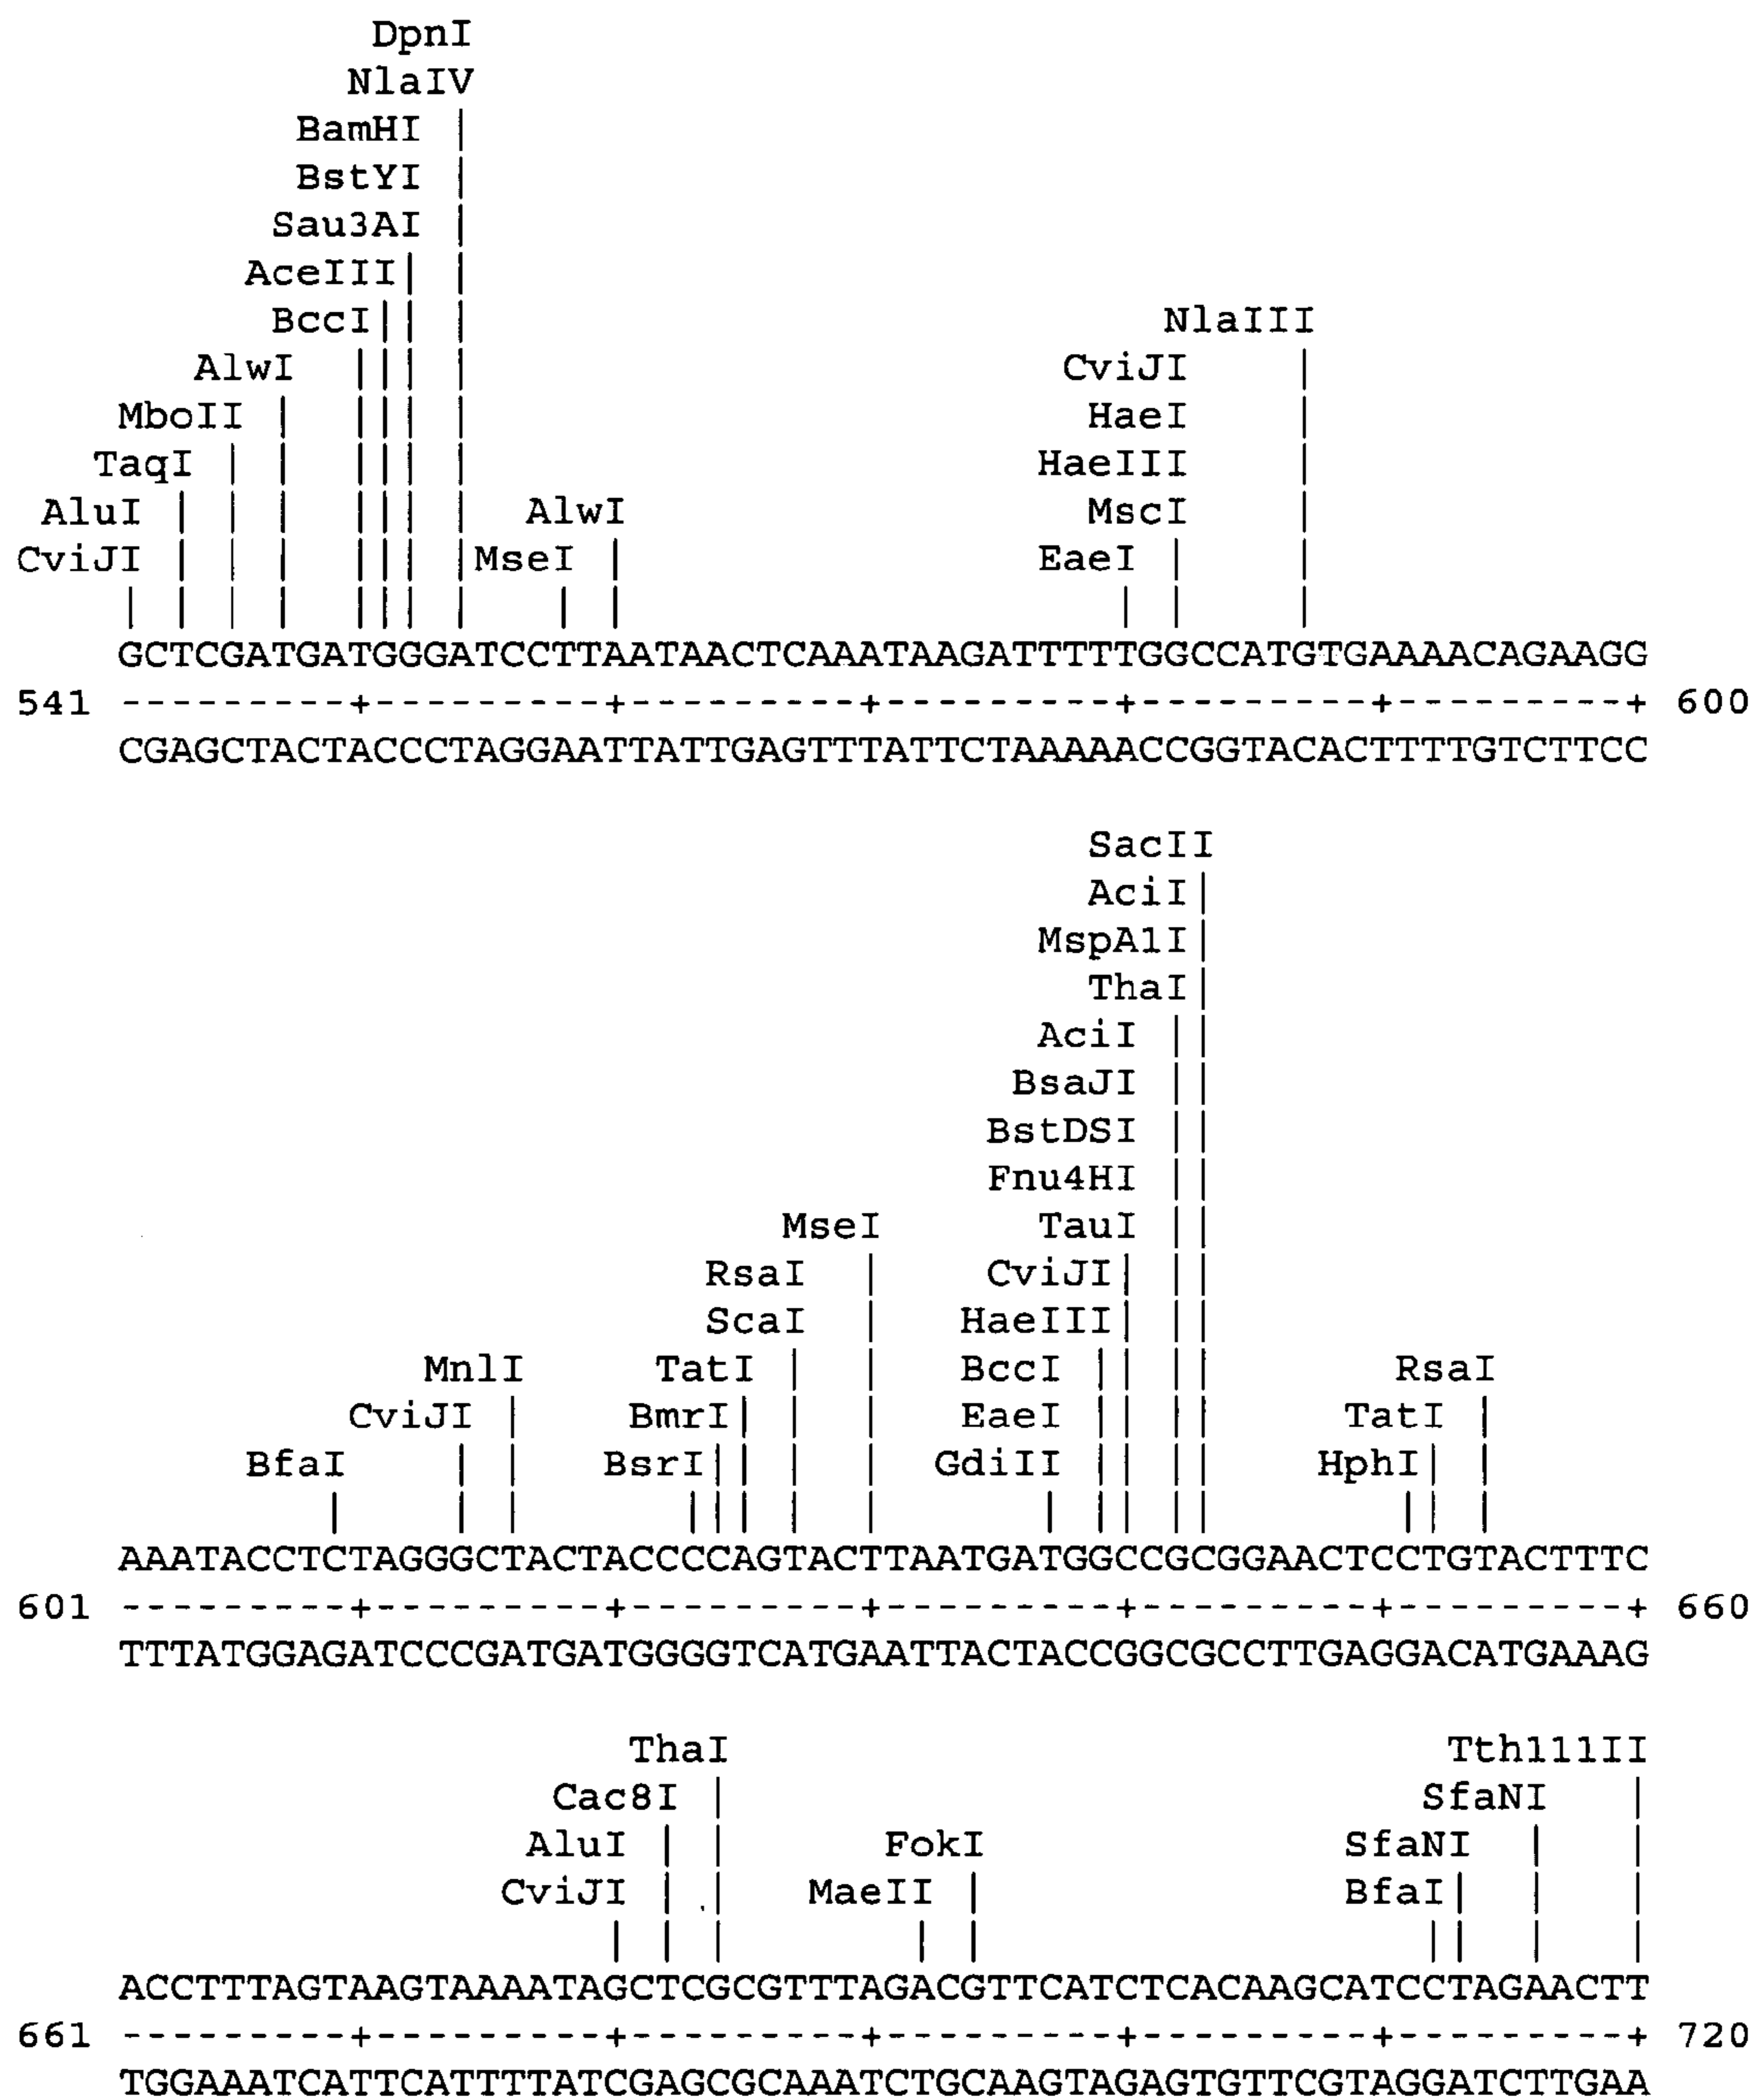 DpnI
NlaIV
BamHI
BstYI
Sau3AI
AceIII
BccI NlaIII
AlwI CviJI
MboII HaeI
TaqI HaeIII
AluI AlwI MscI
CviJI MseI EaeI
GCTCGATGATGGGATCCTTAATAACTCAAATAAGATTTTTGGCCATGTGAAAACAGAAGG
541 ---------+---------+---------+---------+---------+---------+ 600
CGAGCTACTACCCTAGGAATTATTGAGTTTATTCTAAAAACCGGTACACTTTTGTCTTCC
SacII
AciI
MspA1I
ThaI
AciI
BsaJI
BstDSI
Fnu4HI
MseI TauI
RsaI CviJI
ScaI HaeIII
MnlI TatI BccI RsaI
CviJI BmrI EaeI TatI
BfaI BsrI GdiII HphI
AAATACCTCTAGGGCTACTACCCCAGTACTTAATGATGGCCGCGGAACTCCTGTACTTTC
601 ---------+---------+---------+---------+---------+---------+ 660
TTTATGGAGATCCCGATGATGGGGTCATGAATTACTACCGGCGCCTTGAGGACATGAAAG
ThaI Tth111II
Cac8I SfaNI
AluI FokI SfaNI
CviJI MaeII BfaI
ACCTTTAGTAAGTAAAATAGCTCGCGTTTAGACGTTCATCTCACAAGCATCCTAGAACTT
661 ---------+---------+---------+---------+---------+---------+ 720
TGGAAATCATTCATTTTATCGAGCGCAAATCTGCAAGTAGAGTGTTCGTAGGATCTTGAA